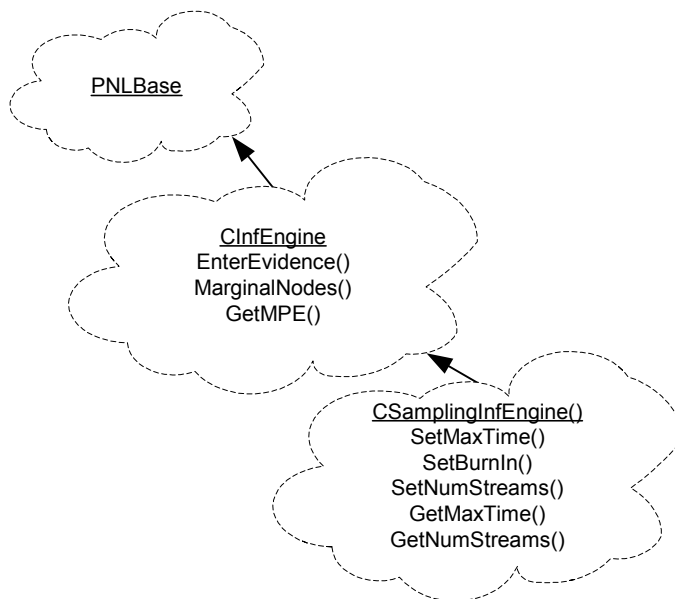 PNLBase
CInfEngine
EnterEvidence()
MarginalNodes()
GetMPE()
CSamplingInfEngine()
SetMaxTime()
SetBurnIn()
SetNumStreams()
GetMaxTime()
GetNumStreams()